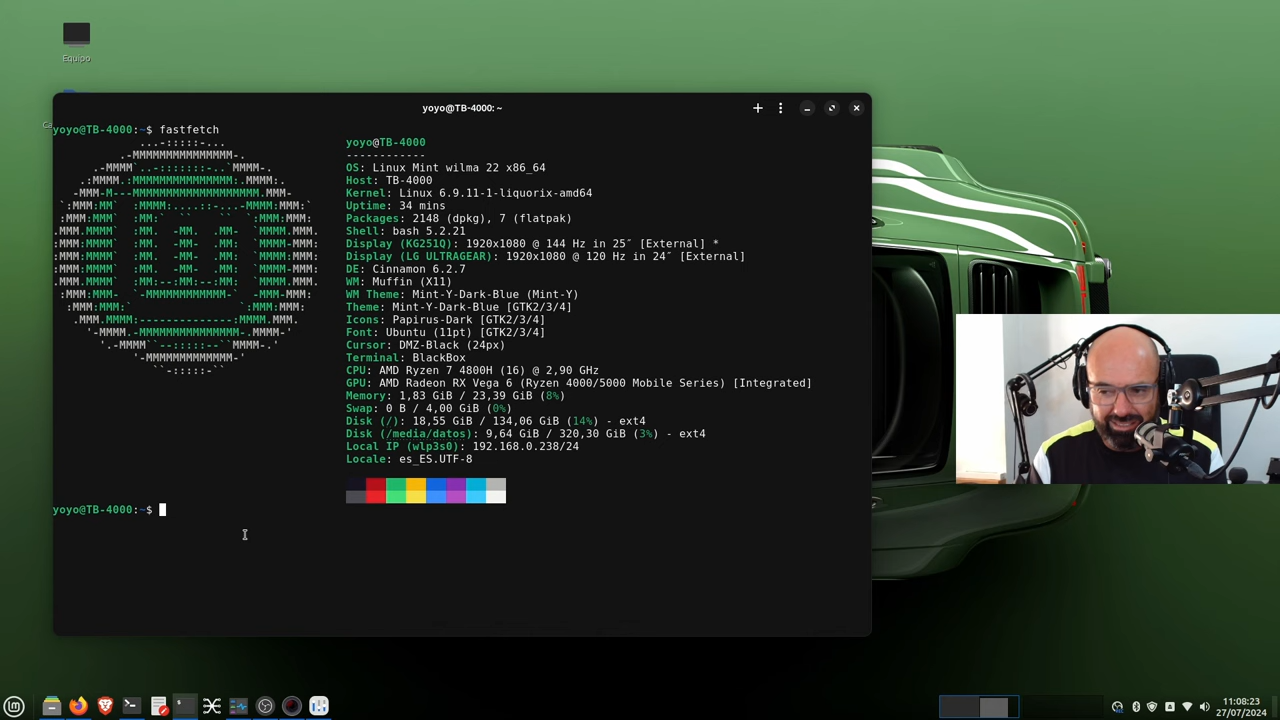 Equipo
yoyo@TB-4000: ~
yoyo@TB-4000:~$ fastfetch
yoyo@TB-4000
------------
OS: Linux Mint wilma 22 x86_64
Host: TB-4000
Kernel: Linux 6.9.11-1-liquorix-amd64
Uptime: 34 mins
Packages: 2148 (dpkg), 7 (flatpak)
Shell: bash 5.2.21
Display (KG251Q): 1920x1080 @ 144 Hz in 25″ [External] *
Display (LG ULTRAGEAR): 1920x1080 @ 120 Hz in 24″ [External]
DE: Cinnamon 6.2.7
WM: Muffin (X11)
WM Theme: Mint-Y-Dark-Blue (Mint-Y)
Theme: Mint-Y-Dark-Blue [GTK2/3/4]
Icons: Papirus-Dark [GTK2/3/4]
Font: Ubuntu (11pt) [GTK2/3/4]
Cursor: DMZ-Black (24px)
Terminal: BlackBox
CPU: AMD Ryzen 7 4800H (16) @ 2,90 GHz
GPU: AMD Radeon RX Vega 6 (Ryzen 4000/5000 Mobile Series) [Integrated]
Memory: 1,83 GiB / 23,39 GiB (8%)
Swap: 0 B / 4,00 GiB (0%)
Disk (/): 18,55 GiB / 134,06 GiB (14%) - ext4
Disk (/media/datos): 9,64 GiB / 320,30 GiB (3%) - ext4
Local IP (wlp3s0): 192.168.0.238/24
Locale: es_ES.UTF-8
yoyo@TB-4000:~$
11:08:23
27/07/2024